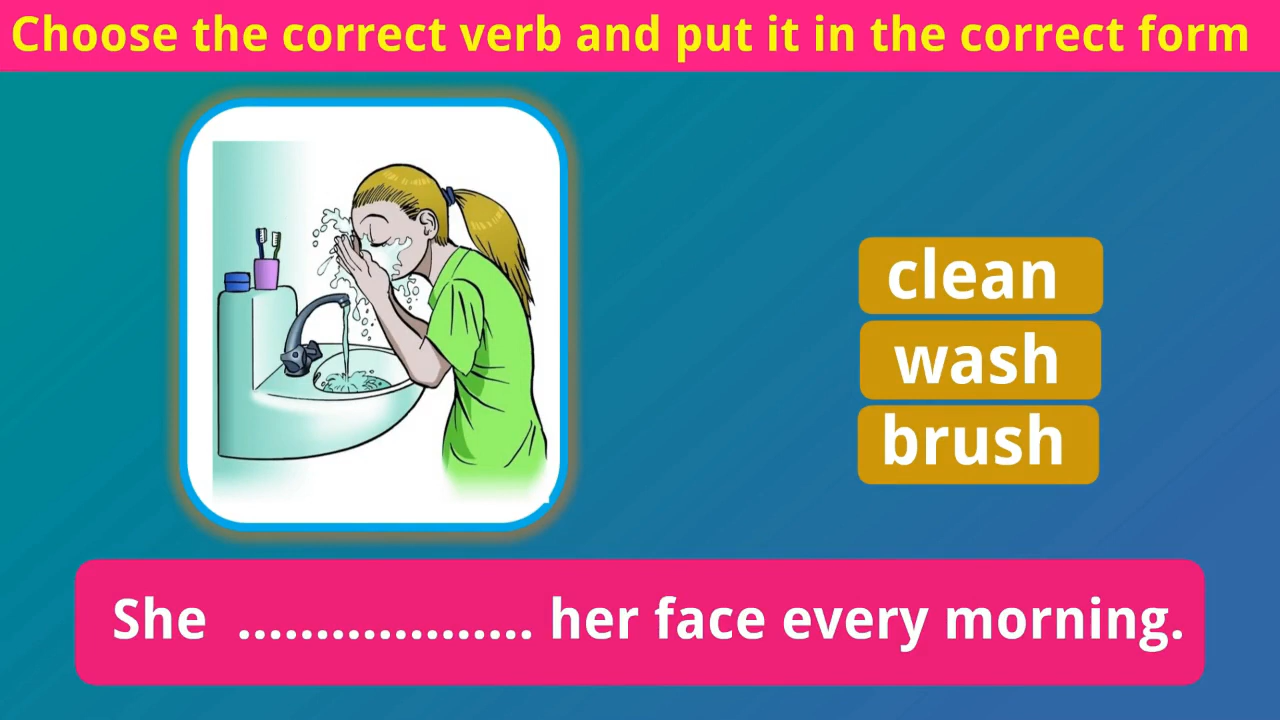 Choose the correct verb and put it in the correct form
clean
wash
brush
She ................... her face every morning.